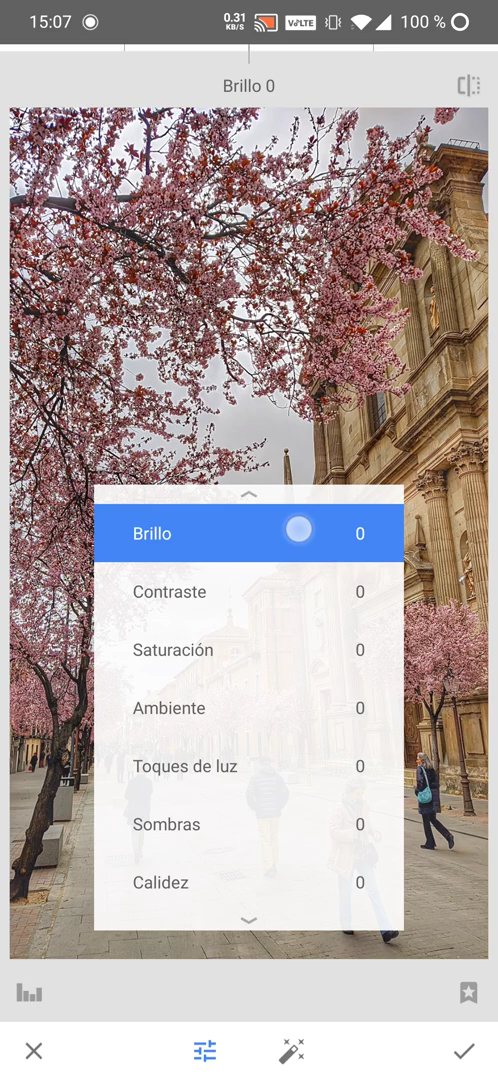 15:07 0.31 KB/S VoLTE 100 %
Brillo 0
Brillo 0
Contraste 0
Saturación 0
Ambiente 0
Toques de luz 0
Sombras 0
Calidez 0